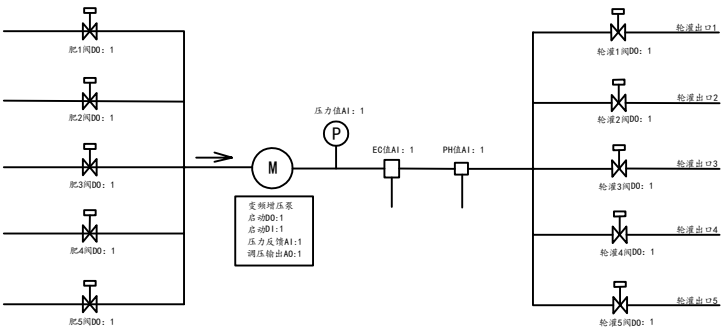 肥1阀DO: 1
肥2阀DO: 1
肥3阀DO: 1
肥4阀DO: 1
肥5阀DO: 1
M
变频增压泵
启动DO:1
启动DI:1
压力反馈AI:1
调压输出AO:1
压力值AI: 1
P
EC值AI: 1
PH值AI: 1
轮灌出口1
轮灌1阀DO: 1
轮灌出口2
轮灌2阀DO: 1
轮灌出口3
轮灌3阀DO: 1
轮灌出口4
轮灌4阀DO: 1
轮灌出口5
轮灌5阀DO: 1